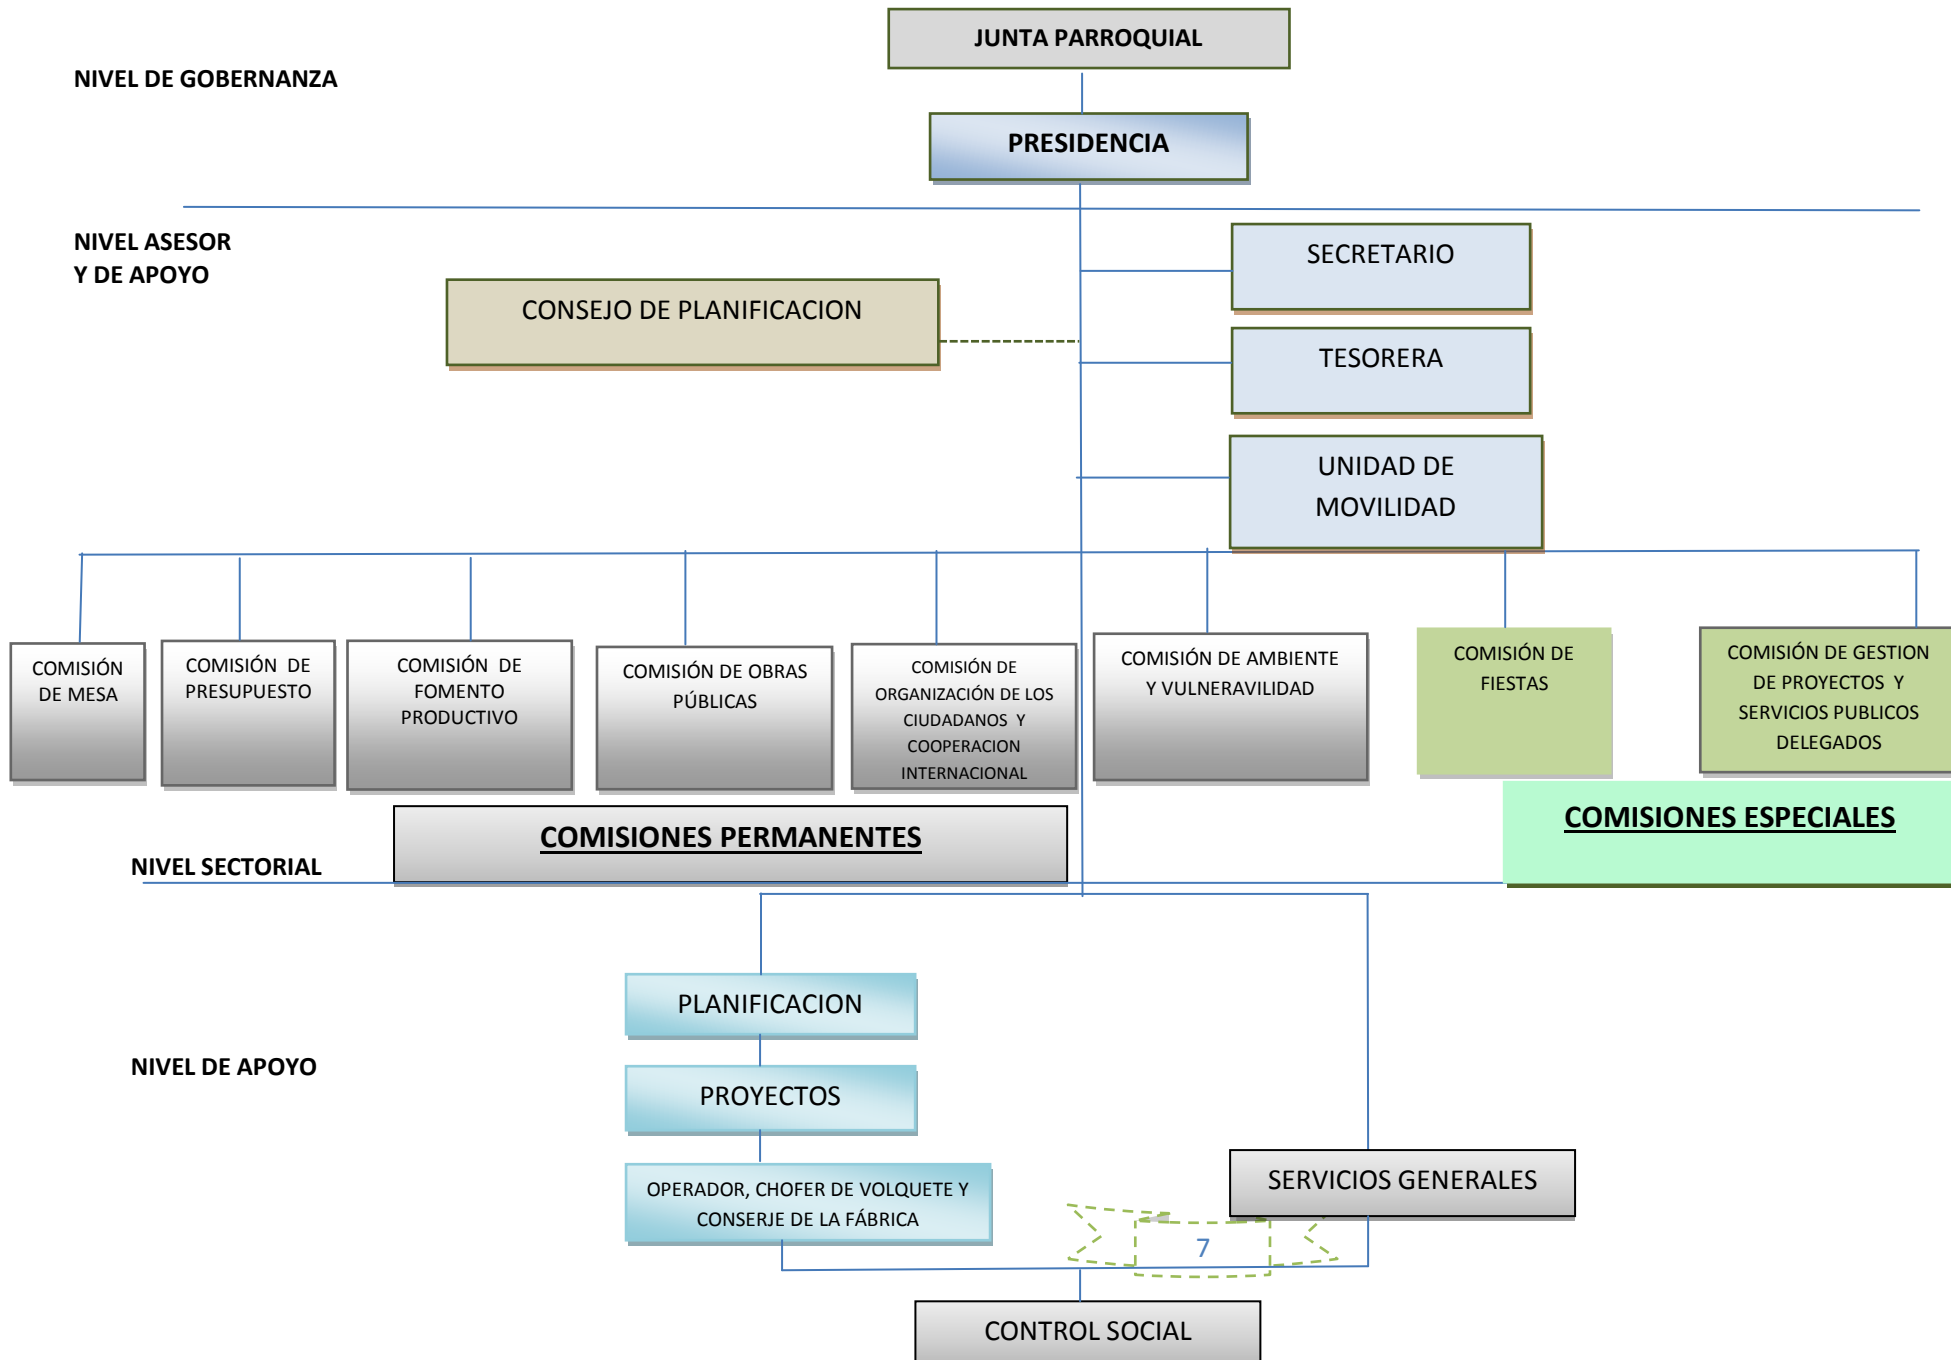 JUNTA PARROQUIAL
NIVEL DE GOBERNANZA
PRESIDENCIA
NIVEL ASESOR
Y DE APOYO
SECRETARIO
CONSEJO DE PLANIFICACION
TESORERA
UNIDAD DE
MOVILIDAD
COMISIÓN
DE MESA
COMISIÓN DE
PRESUPUESTO
COMISIÓN DE
FOMENTO
PRODUCTIVO
COMISIÓN DE OBRAS
PÚBLICAS
COMISIÓN DE
ORGANIZACIÓN DE LOS
CIUDADANOS Y
COOPERACION
INTERNACIONAL
COMISIÓN DE AMBIENTE
Y VULNERAVILIDAD
COMISIÓN DE
FIESTAS
COMISIÓN DE GESTION
DE PROYECTOS Y
SERVICIOS PUBLICOS
DELEGADOS
COMISIONES PERMANENTES
COMISIONES ESPECIALES
NIVEL SECTORIAL
PLANIFICACION
NIVEL DE APOYO
PROYECTOS
OPERADOR, CHOFER DE VOLQUETE Y
CONSERJE DE LA FÁBRICA
SERVICIOS GENERALES
7
CONTROL SOCIAL